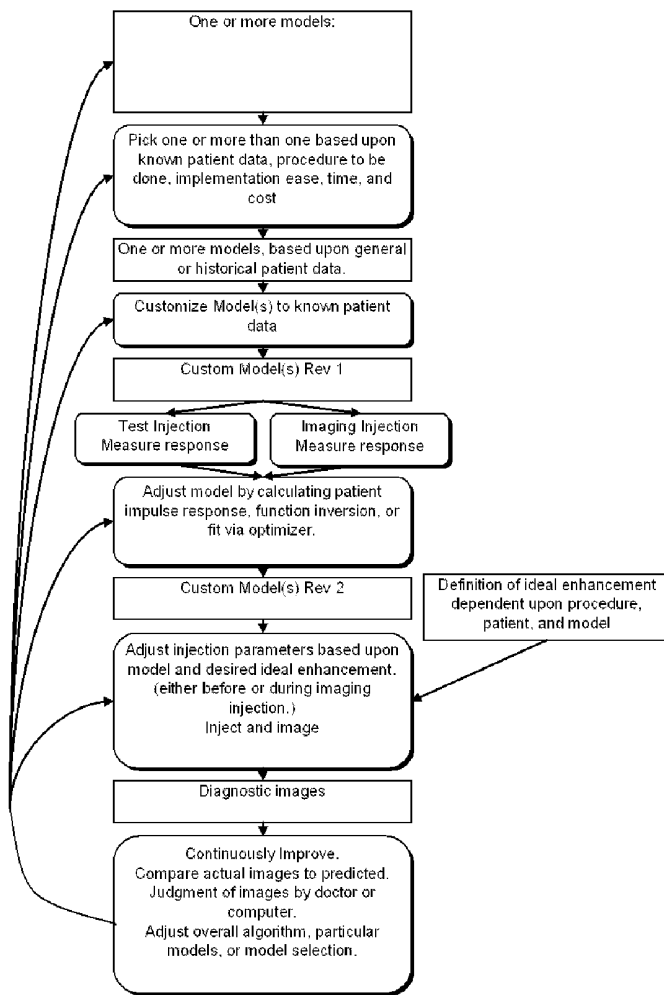 One or more models:
Pick one or more than one based upon
known patient data, procedure to be
done, implementation ease, time, and
cost
One or more models, based upon general
or historical patient data.
Customize Model(s) to known patient
data
Custom Model(s) Rev 1
Test Injection
Measure response
Imaging Injection
Measure response
Adjust model by calculating patient
impulse response, function inversion, or
fit via optimizer.
Custom Model(s) Rev 2
Definition of ideal enhancement
dependent upon procedure,
patient, and model
Adjust injection parameters based upon
model and desired ideal enhancement.
(either before or during imaging
injection.)
Inject and image
Diagnostic images
Continuously Improve.
Compare actual images to predicted.
Judgment of images by doctor or
computer.
Adjust overall algorithm, particular
models, or model selection.